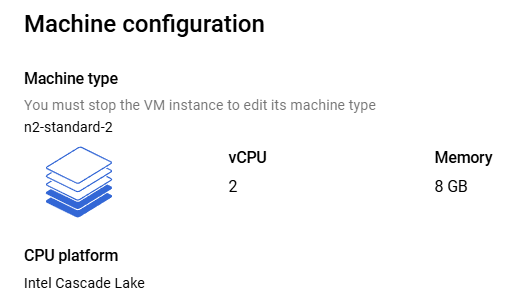 Machine configuration
Machine type
You must stop the VM instance to edit its machine type
n2-standard-2
vCPU Memory
2 8 GB
CPU platform
Intel Cascade Lake